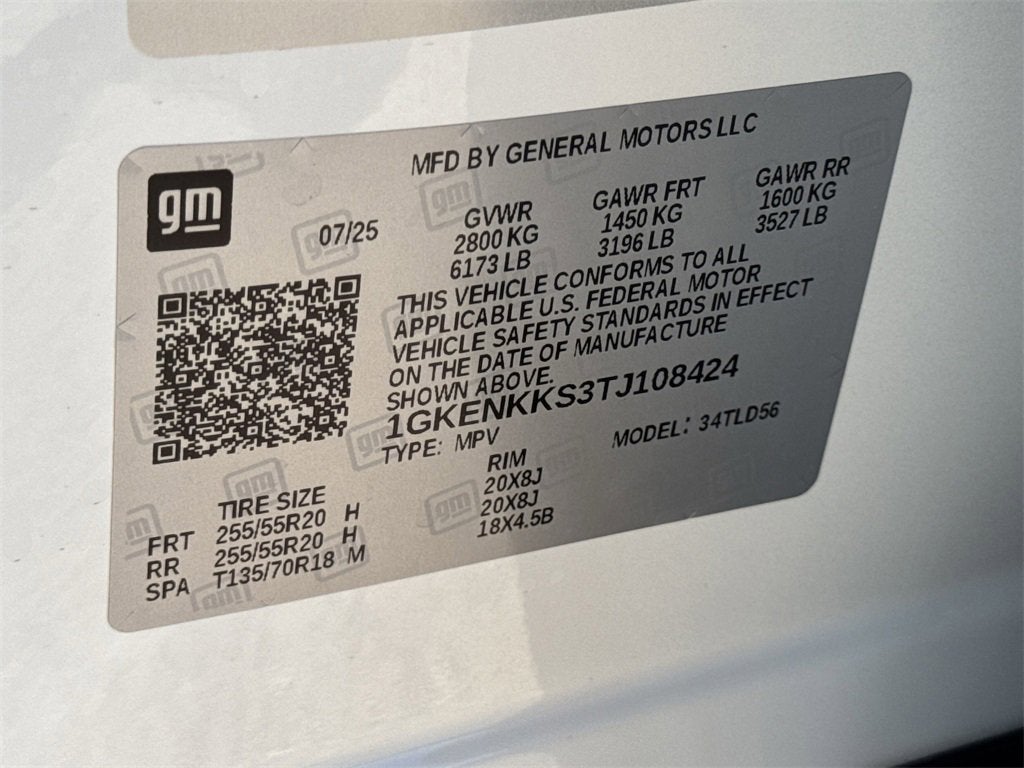 MFD BY GENERAL MOTORS LLC
gm
07/25
GVWR
2800 KG
6173 LB
GAWR FRT
1450 KG
3196 LB
GAWR RR
1600 KG
3527 LB
THIS VEHICLE CONFORMS TO ALL
APPLICABLE U.S. FEDERAL MOTOR
VEHICLE SAFETY STANDARDS IN EFFECT
ON THE DATE OF MANUFACTURE
SHOWN ABOVE.
1GKENKKS3TJ108424
TYPE: MPV MODEL: 34TLD56
TIRE SIZE RIM
FRT 255/55R20 H 20X8J
RR 255/55R20 H 20X8J
SPA T135/70R18 M 18X4.5B